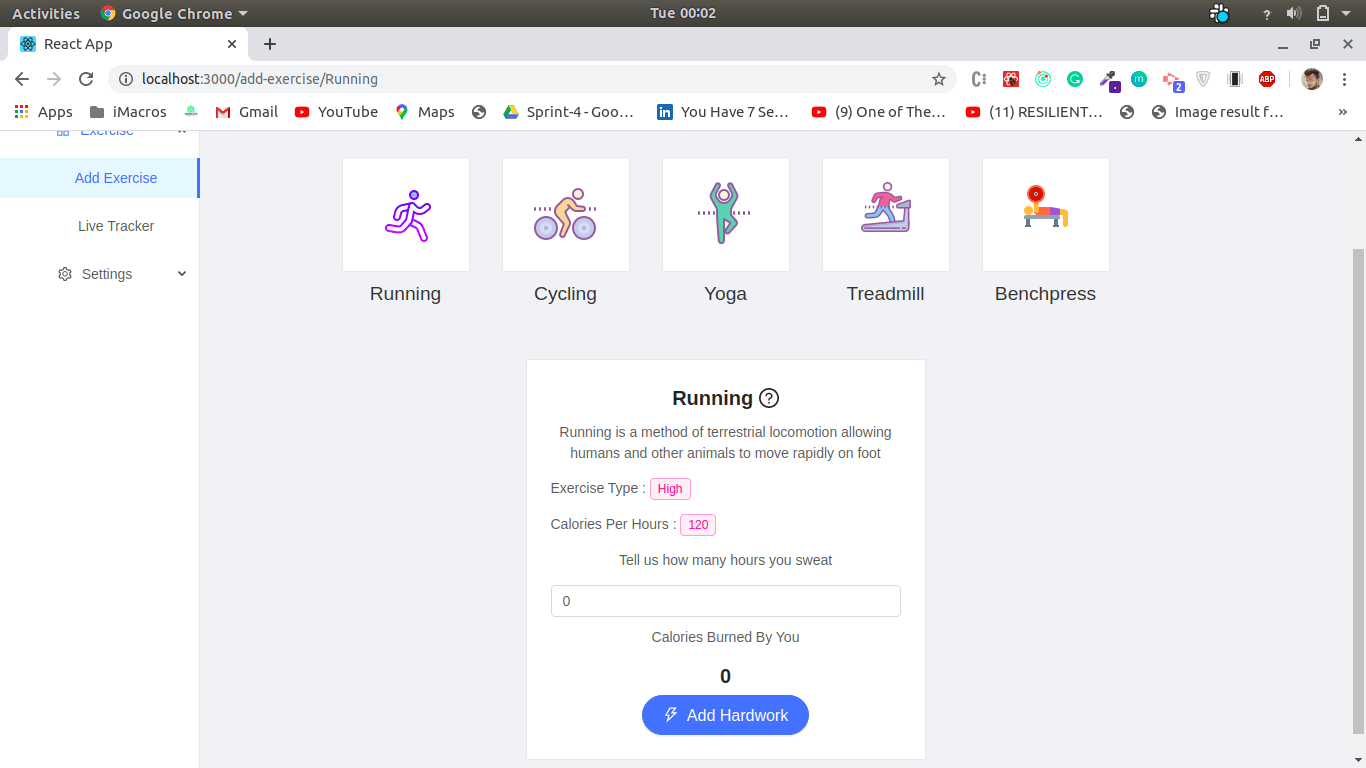 Activities Google Chrome Tue 00:02 ?
React App
localhost:3000/add-exercise/Running C ABP m 2
Apps iMacros Gmail YouTube Maps Sprint-4 - Goo… You Have 7 Se… (9) One of The… (11) RESILIENT… Image result f… »
Exercise
Add Exercise
Live Tracker
Settings
Running Cycling Yoga Treadmill Benchpress
Running ?
Running is a method of terrestrial locomotion allowing
humans and other animals to move rapidly on foot
Exercise Type : High
Calories Per Hours : 120
Tell us how many hours you sweat
0
Calories Burned By You
0
Add Hardwork